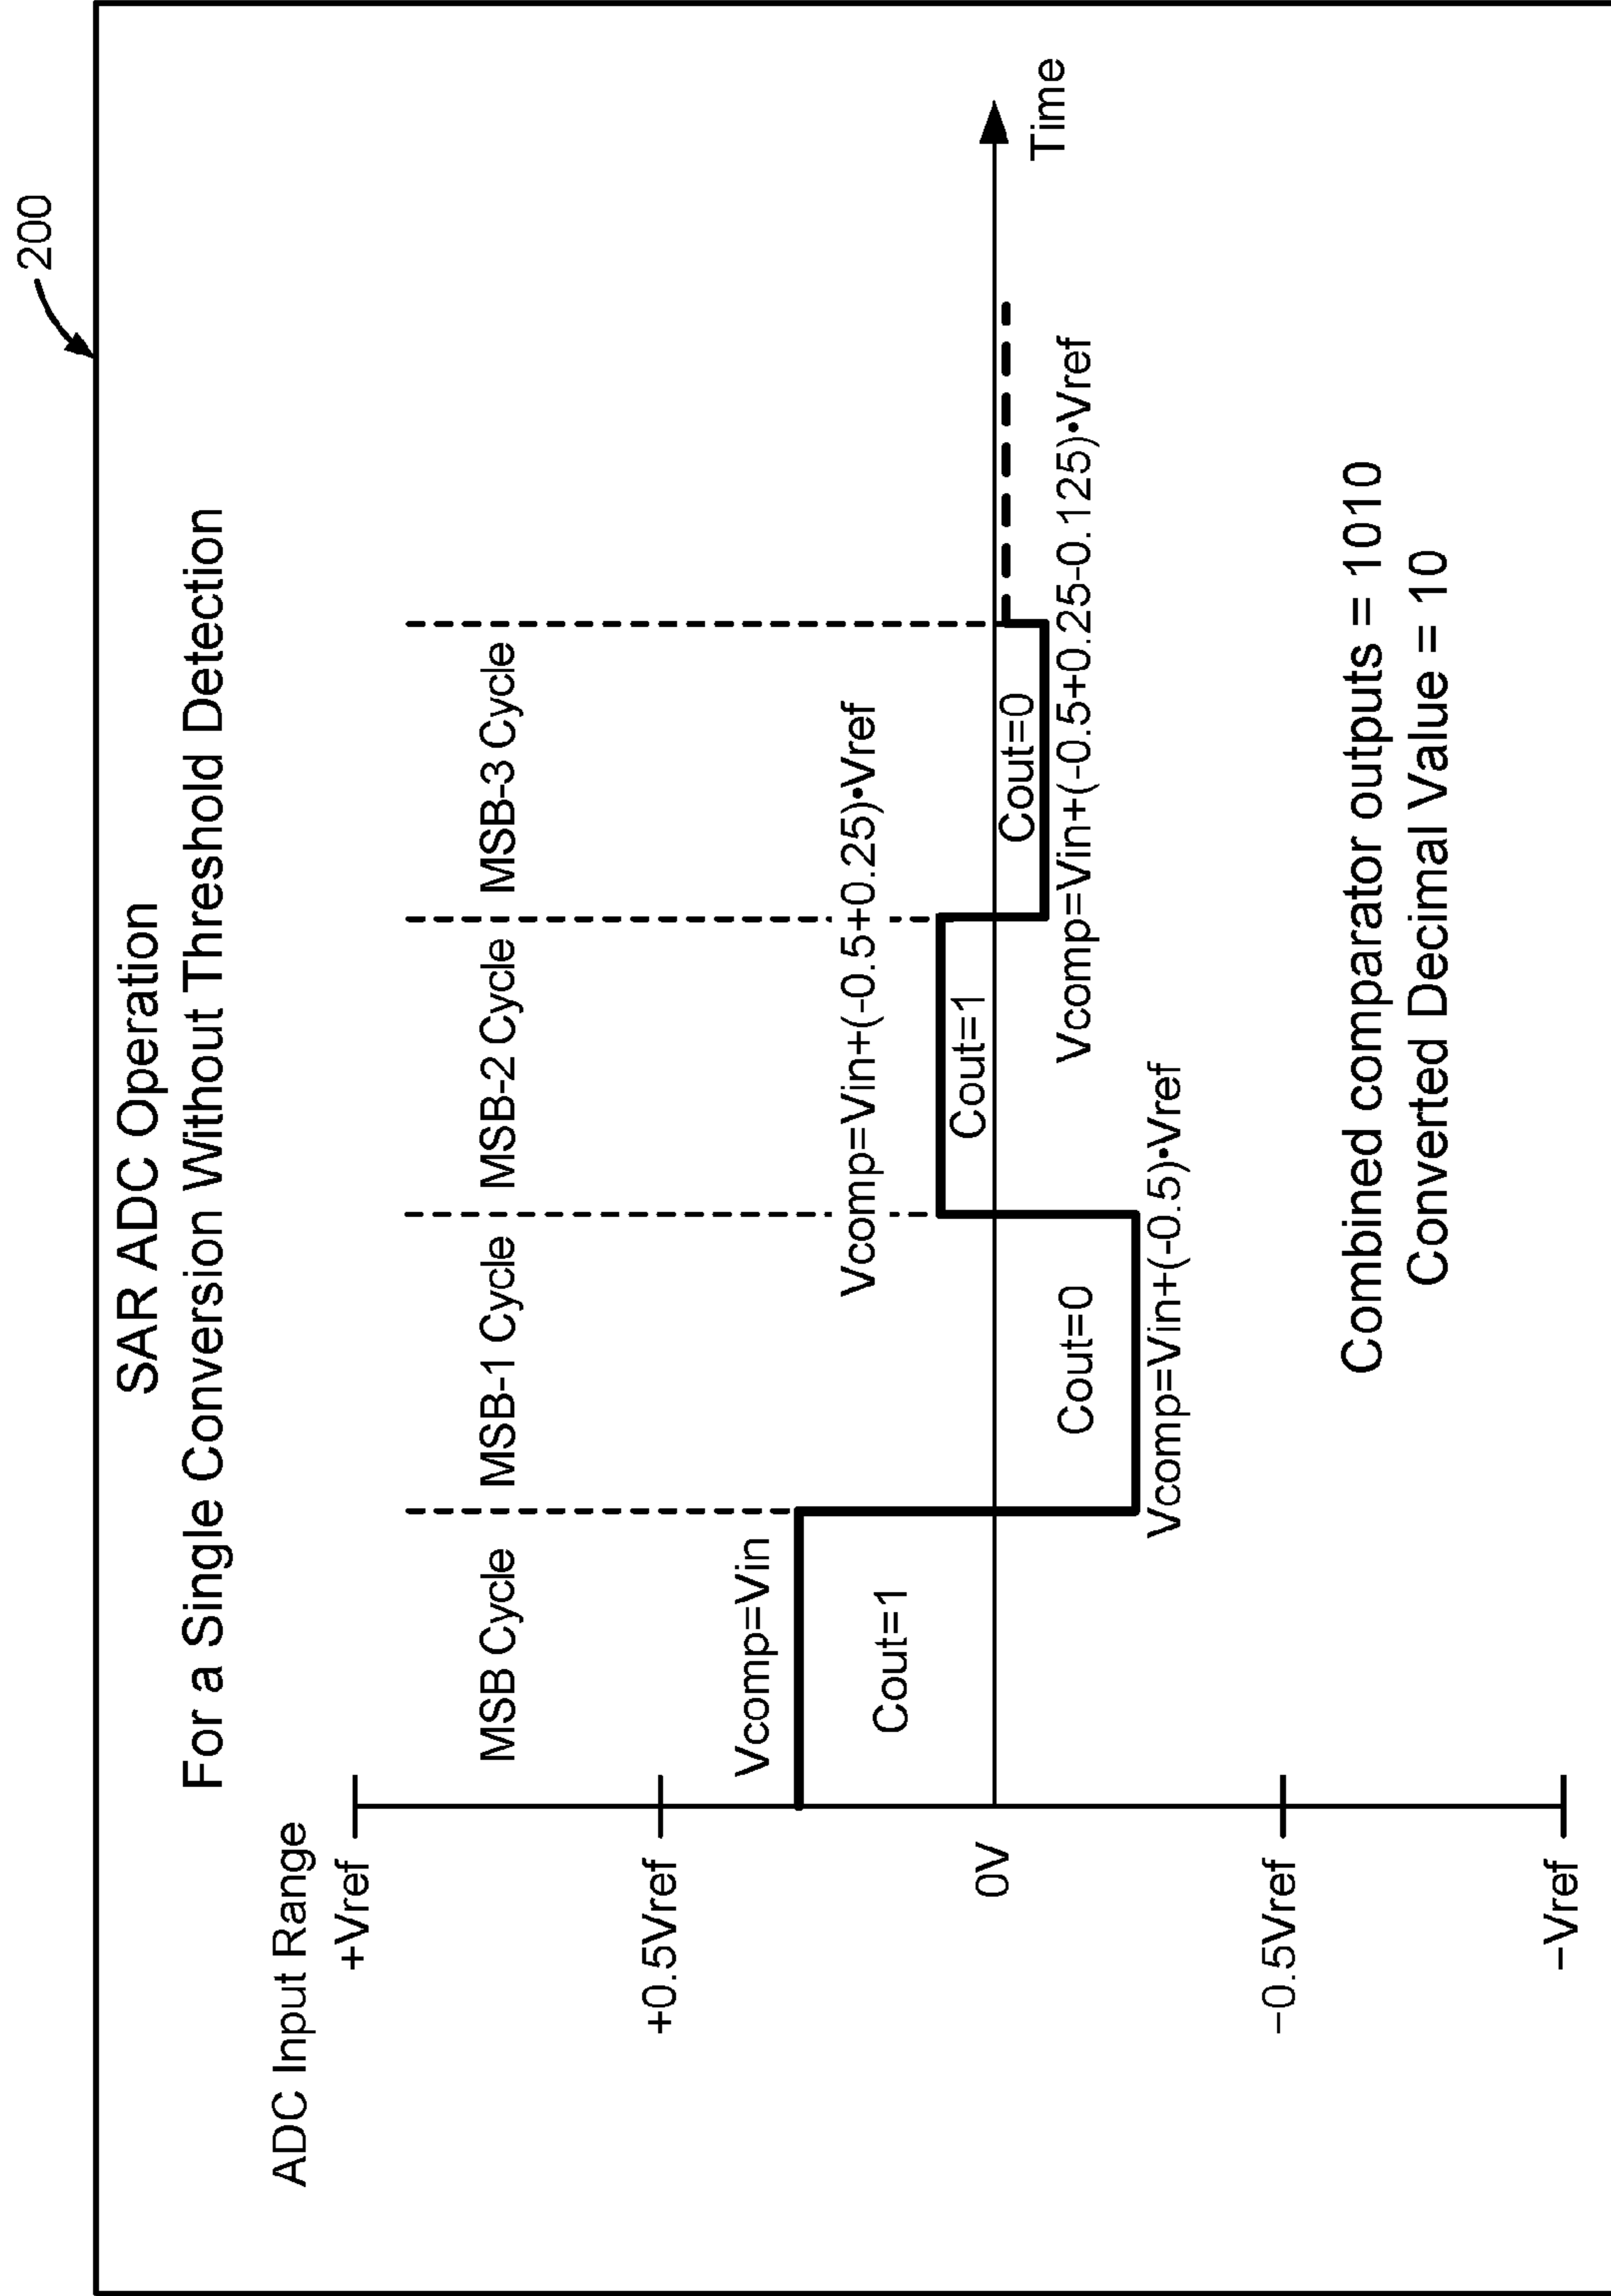 200
SAR ADC Operation
For a Single Conversion Without Threshold Detection
ADC Input Range
+Vref
MSB Cycle
MSB-1 Cycle
MSB-2 Cycle
MSB-3 Cycle
+0.5Vref
Vcomp=Vin
Vcomp=Vin+(-0.5+0.25)•Vref
Cout=1
Cout=1
Cout=0
0V
Time
Cout=0
Vcomp=Vin+(-0.5+0.25-0.125)•Vref
Vcomp=Vin+(-0.5)•Vref
−0.5Vref
Combined comparator outputs = 1010
Converted Decimal Value = 10
−Vref